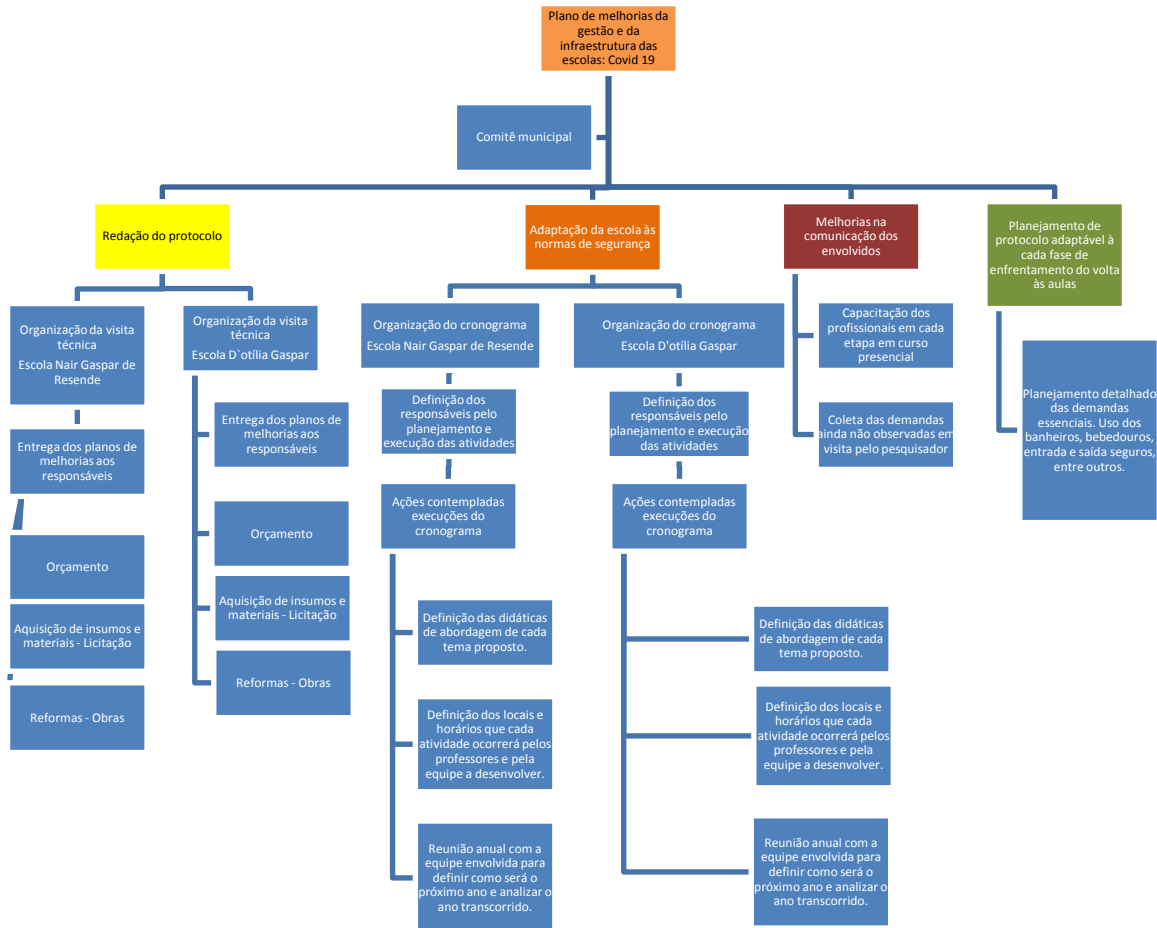 Plano de melhorias da
gestão e da
infraestrutura das
escolas: Covid 19
Comitê municipal
Redação do protocolo
Organização da visita
técnica
Escola Nair Gaspar de
Resende
Entrega dos planos de
melhorias aos
responsáveis
Orçamento
Aquisição de insumos e
materiais - Licitação
Reformas - Obras
Organização da visita
técnica
Escola D`otília Gaspar
Entrega dos planos de
melhorias aos
responsáveis
Orçamento
Aquisição de insumos e
materiais - Licitação
Reformas - Obras
Adaptação da escola às
normas de segurança
Organização do cronograma
Escola Nair Gaspar de Resende
Definição dos
responsáveis pelo
planejamento e
execução das atividades
Ações contempladas
execuções do
cronograma
Definição das didáticas
de abordagem de cada
tema proposto.
Definição dos locais e
horários que cada
atividade ocorrerá pelos
professores e pela
equipe a desenvolver.
Reunião anual com a
equipe envolvida para
definir como será o
próximo ano e analizar o
ano transcorrido.
Organização do cronograma
Escola D'otília Gaspar
Definição dos
responsáveis pelo
planejamento e execução
das atividades
Ações contempladas
execuções do
cronograma
Definição das didáticas
de abordagem de cada
tema proposto.
Definição dos locais e
horários que cada
atividade ocorrerá pelos
professores e pela
equipe a desenvolver.
Reunião anual com a
equipe envolvida para
definir como será o
próximo ano e analizar o
ano transcorrido.
Melhorias na
comunicação dos
envolvidos
Capacitação dos
profissionais em cada
etapa em curso
presencial
Coleta das demandas
ainda não observadas em
visita pelo pesquisador
Planejamento de
protocolo adaptável à
cada fase de
enfrentamento do volta
às aulas
Planejamento detalhado
das demandas
essenciais. Uso dos
banheiros, bebedouros,
entrada e saída seguros,
entre outros.